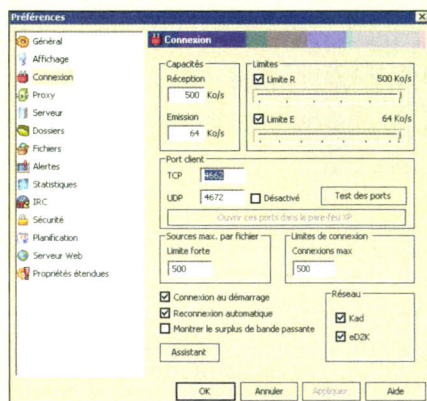 Préférences
Général
Affichage
Connexion
Proxy
Serveur
Dossiers
Fichiers
Alertes
Statistiques
IRC
Sécurité
Planification
Serveur Web
Propriétés étendues
Connexion
Capacités
Réception
500 Ko/s
Emission
64 Ko/s
Limites
Limite R 500 Ko/s
Limite E 64 Ko/s
Port client
TCP 4662
UDP 4672 Désactivé Test des ports
Ouvrir ces ports dans le pare-feu XP
Sources max. par fichier
Limite forte
500
Limites de connexion
Connexions max
500
Connexion au démarrage
Reconnexion automatique
Montrer le surplus de bande passante
Réseau
Kad
eD2K
Assistant
OK Annuler Appliquer Aide